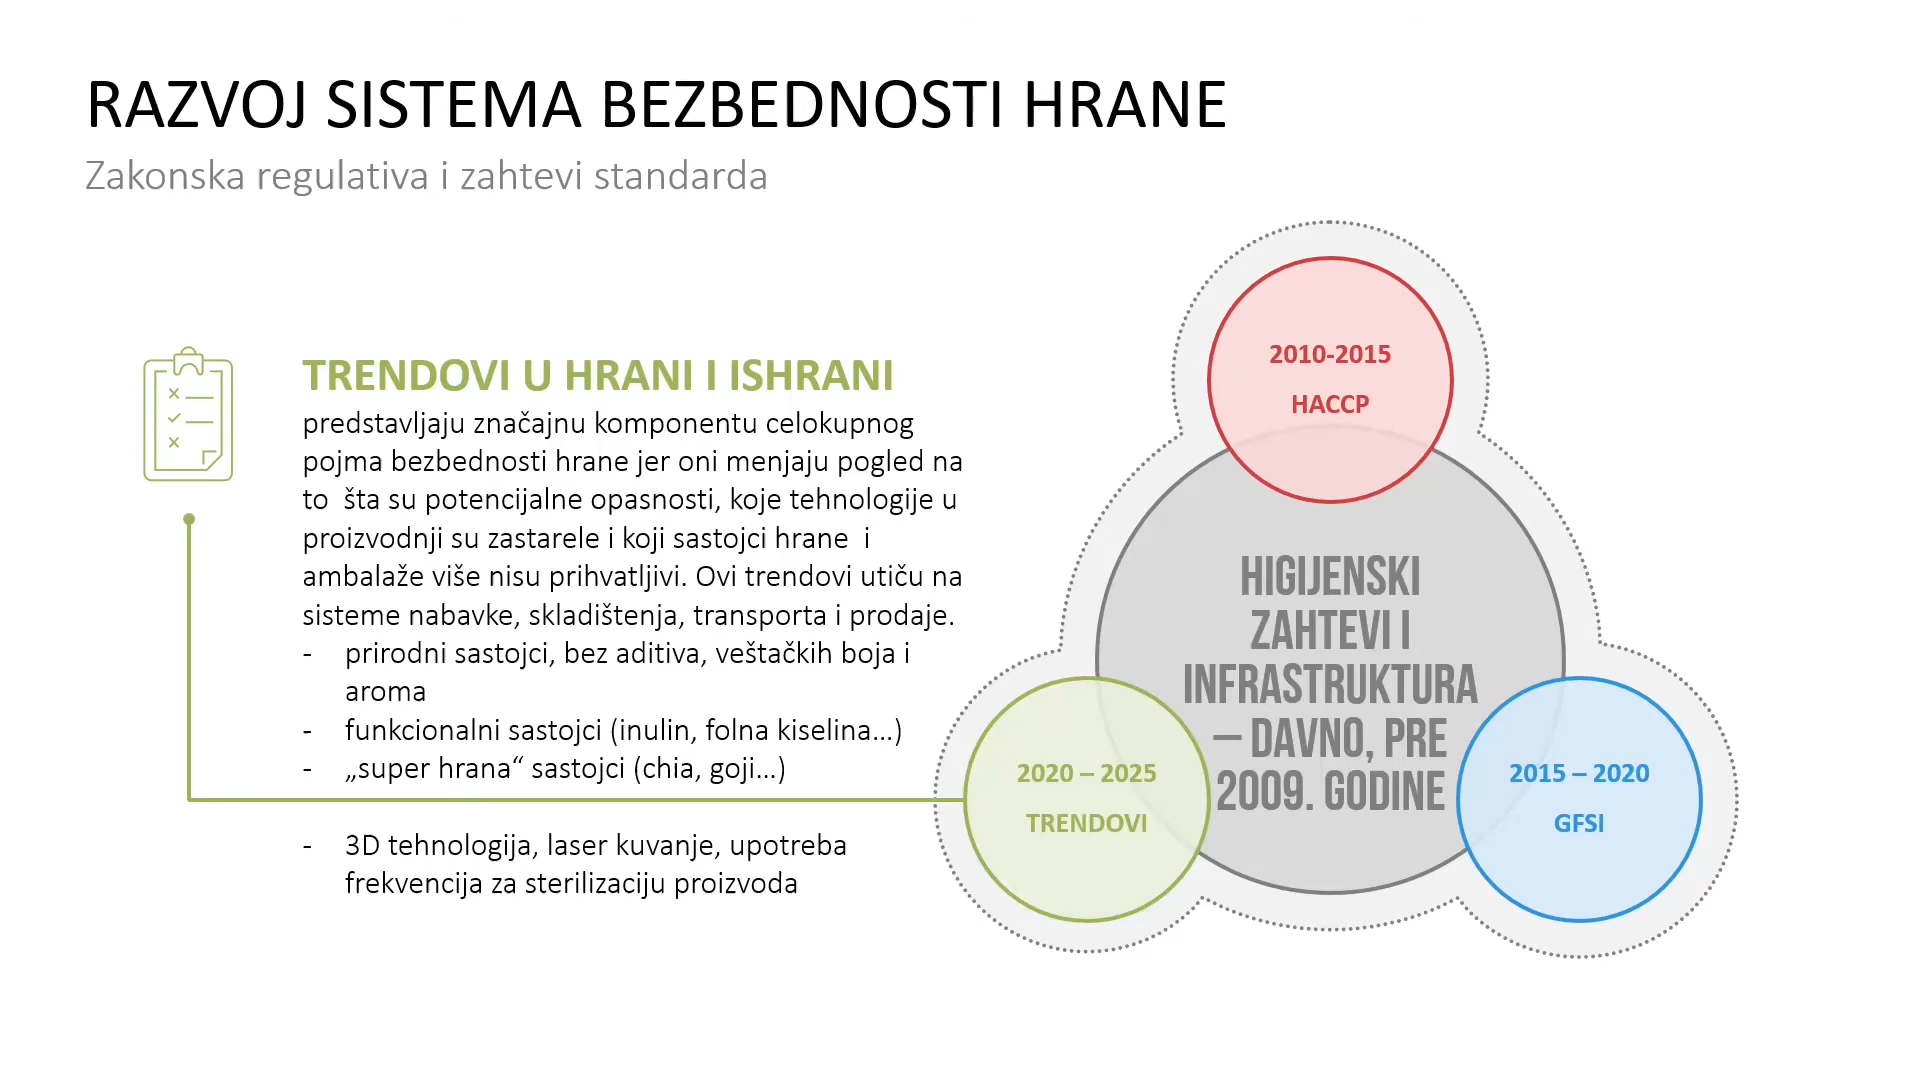 RAZVOJ SISTEMA BEZBEDNOSTI HRANE
Zakonska regulativa i zahtevi standarda
TRENDOVI U HRANI I ISHRANI
predstavljaju značajnu komponentu celokupnog
pojma bezbednosti hrane jer oni menjaju pogled na
to  šta su potencijalne opasnosti, koje tehnologije u
proizvodnji su zastarele i koji sastojci hrane  i
ambalaže više nisu prihvatljivi. Ovi trendovi utiču na
sisteme nabavke, skladištenja, transporta i prodaje.
- prirodni sastojci, bez aditiva, veštačkih boja i
aroma
- funkcionalni sastojci (inulin, folna kiselina...)
- „super hrana“ sastojci (chia, goji...)
- 3D tehnologija, laser kuvanje, upotreba
frekvencija za sterilizaciju proizvoda
2010-2015
HACCP
HIGIJENSKI
ZAHTEVI I
INFRASTRUKTURA
– DAVNO, PRE
2009. GODINE
2020 – 2025
TRENDOVI
2015 – 2020
GFSI